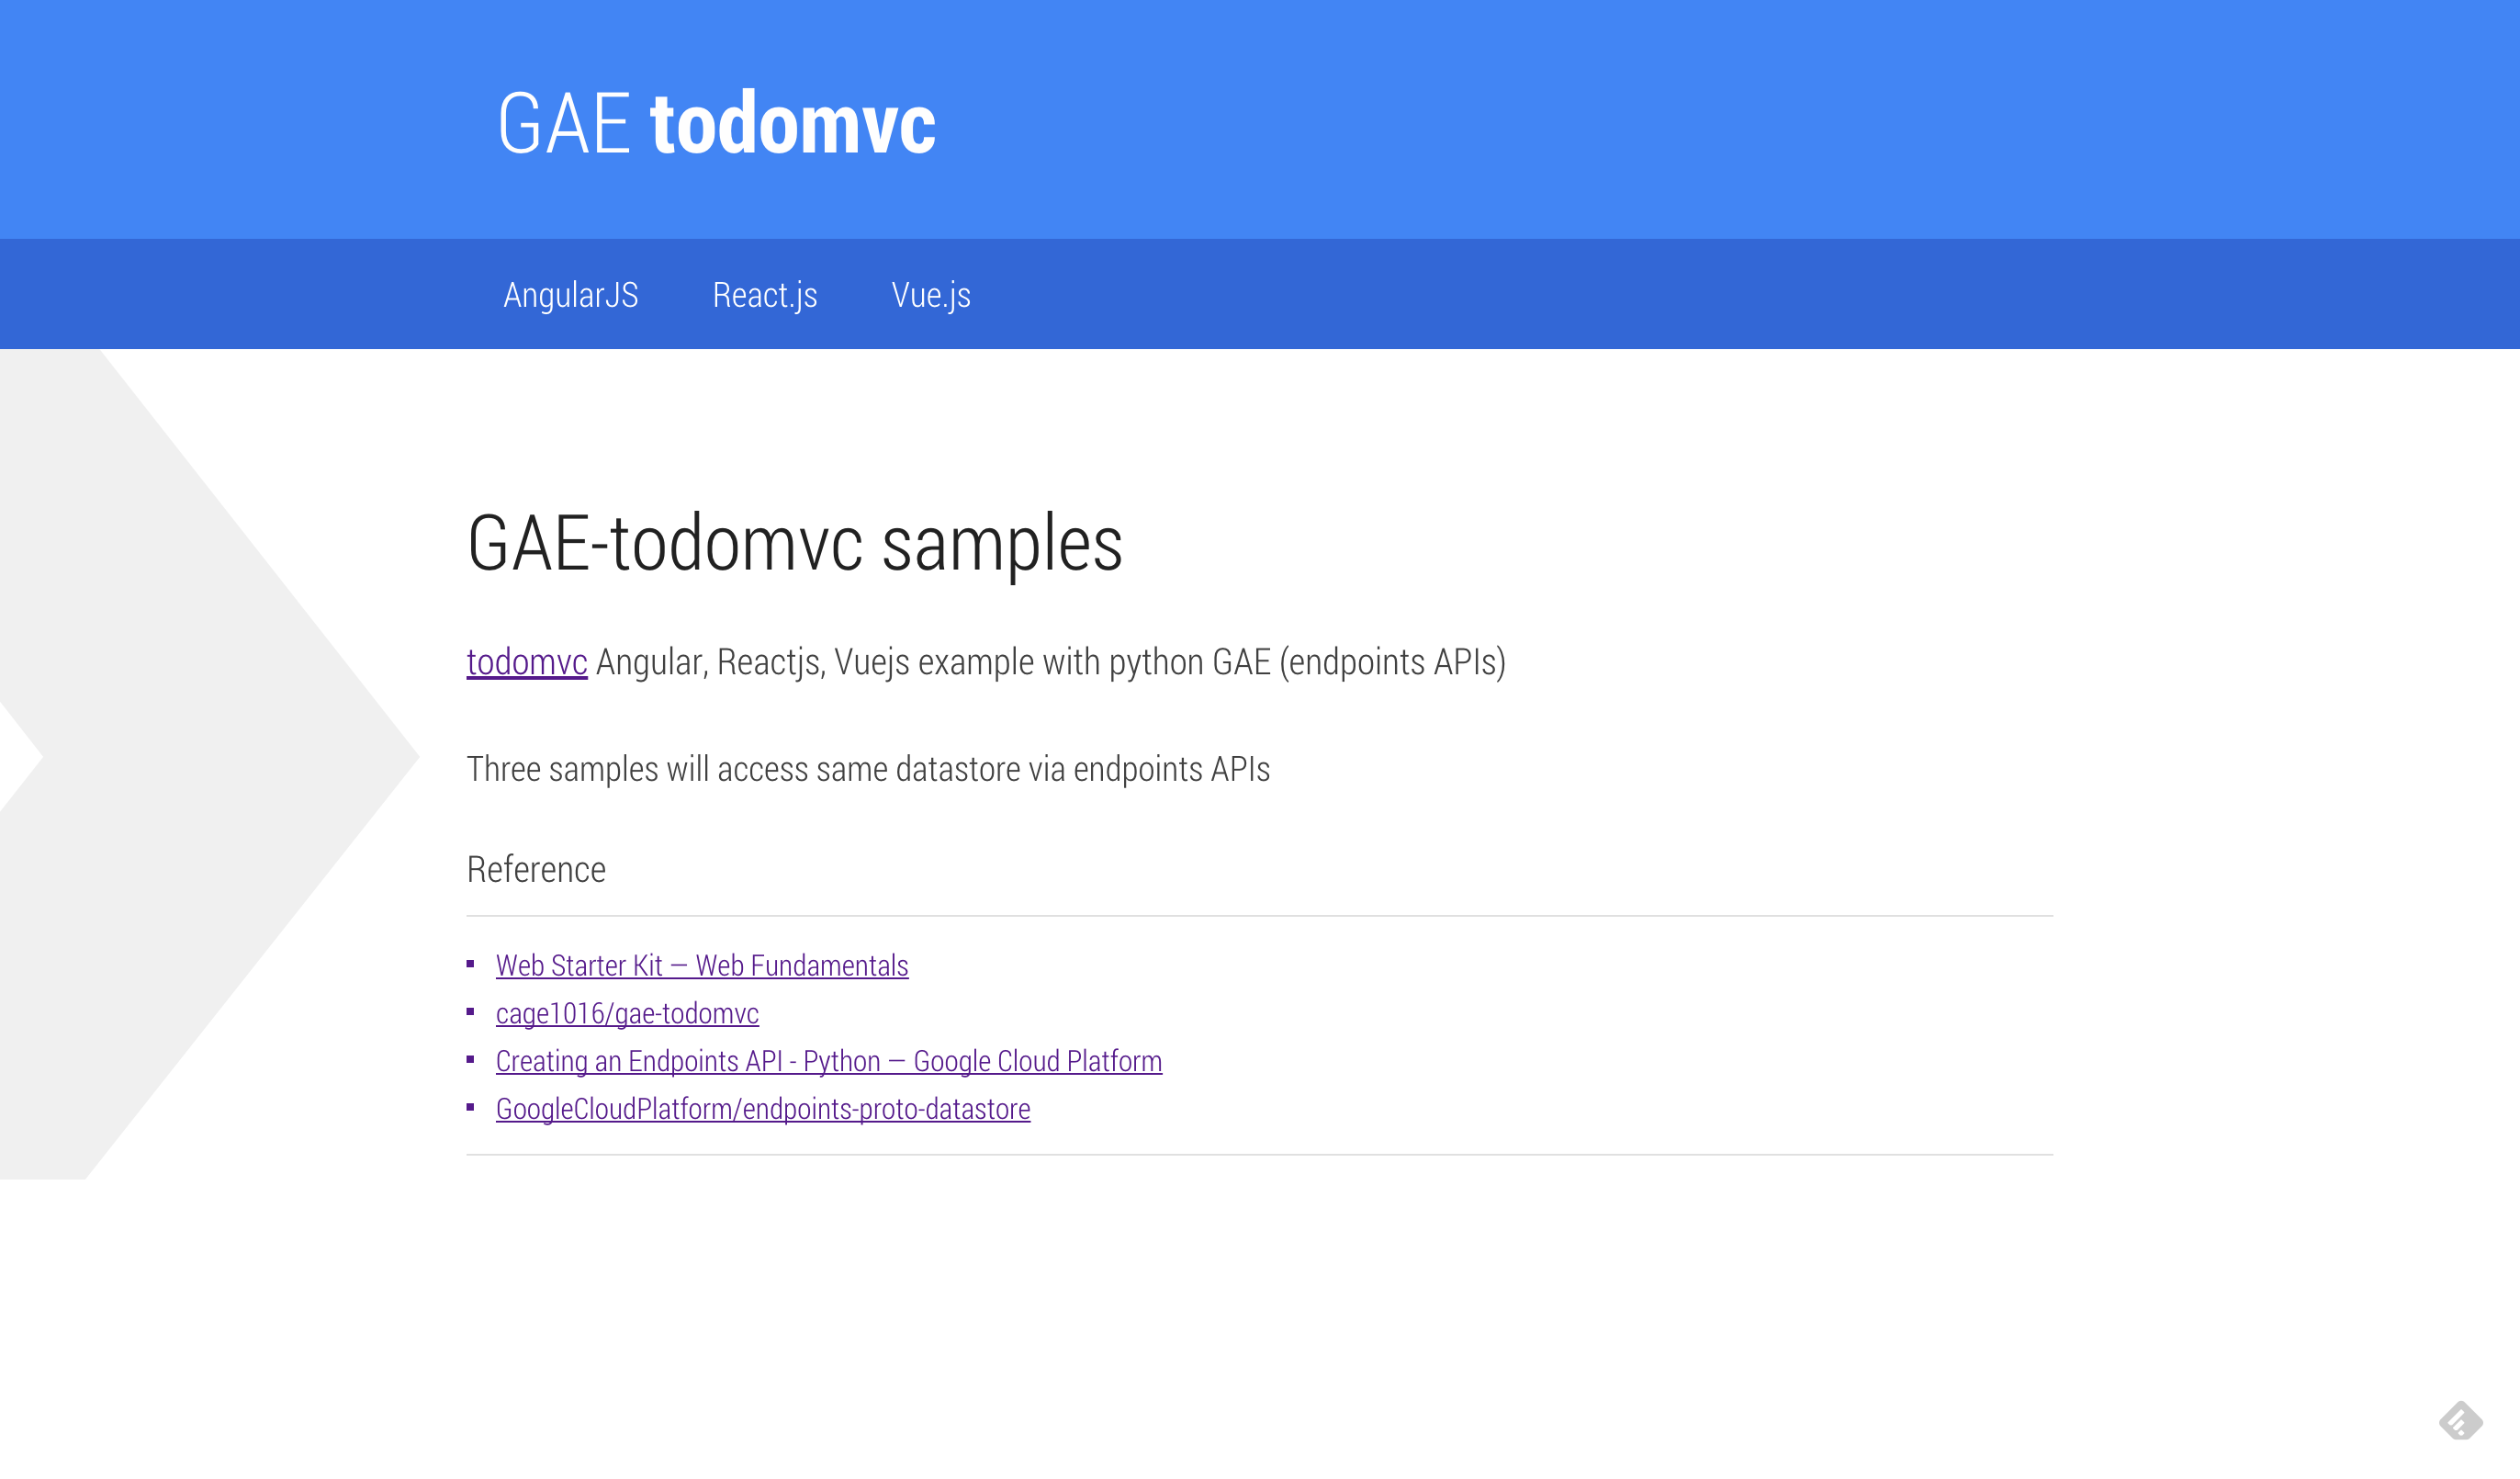 GAE todomvc
AngularJS React.js Vue.js
GAE-todomvc samples
todomvc Angular, Reactjs, Vuejs example with python GAE (endpoints APIs)
Three samples will access same datastore via endpoints APIs
Reference
Web Starter Kit — Web Fundamentals
cage1016/gae-todomvc
Creating an Endpoints API - Python — Google Cloud Platform
GoogleCloudPlatform/endpoints-proto-datastore